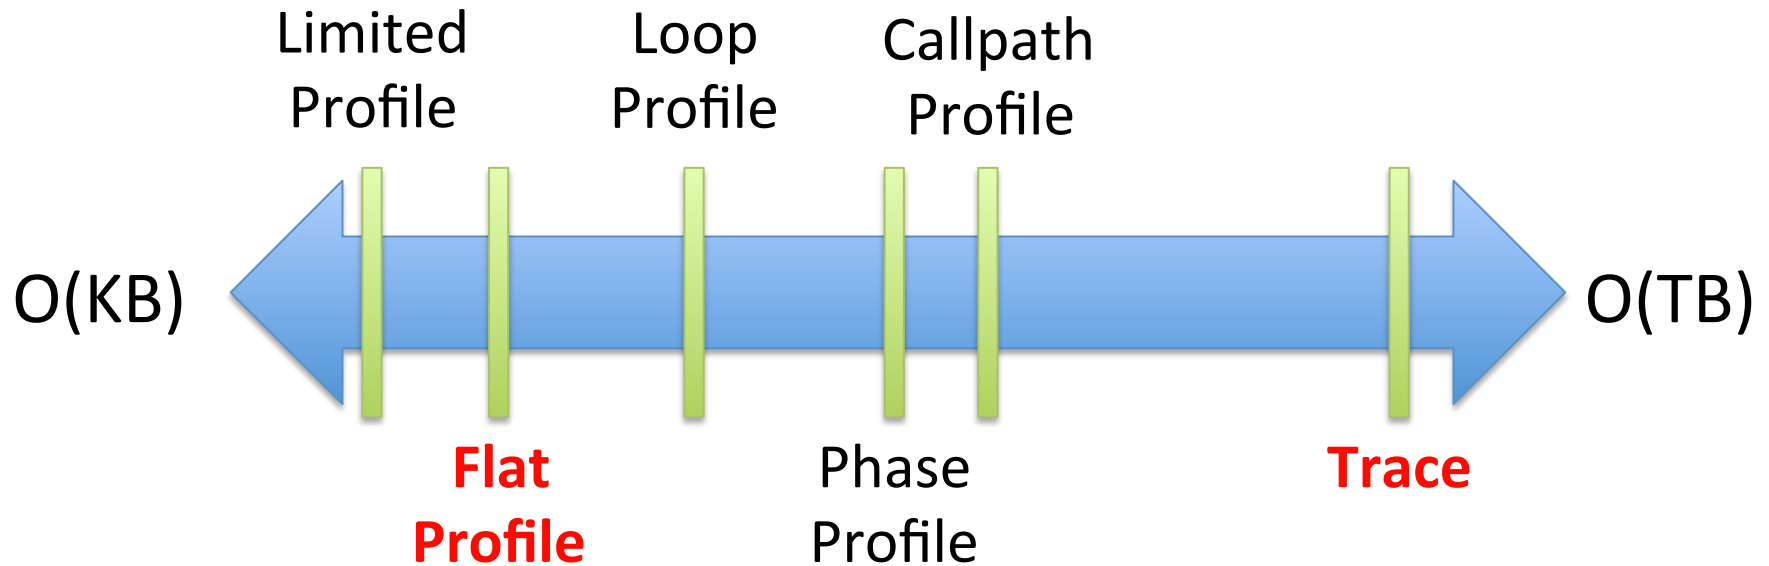 Limited
Profile
Loop
Profile
Callpath
Profile
O(KB)
O(TB)
Flat
Profile
Phase
Profile
Trace